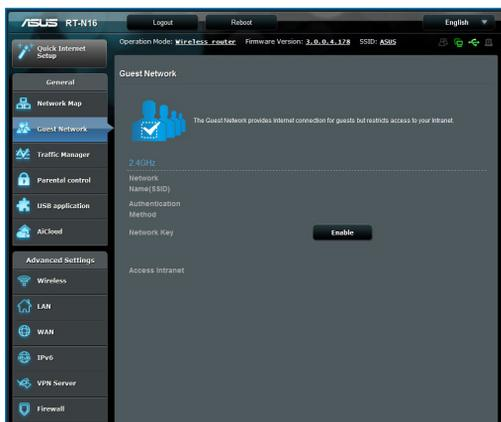 ASUS RT-N16
Logout
Reboot
English
Quick Internet
Setup
Operation Mode: Wireless router Firmware Version: 3.0.0.4.178 SSID: ASUS
General
Network Map
Guest Network
Traffic Manager
Parental control
USB application
AiCloud
Advanced Settings
Wireless
LAN
WAN
IPv6
VPN Server
Firewall
Guest Network
The Guest Network provides Internet connection for guests but restricts access to your Intranet.
2.4GHz
Network
Name(SSID)
Authentication
Method
Network Key
Enable
Access Intranet